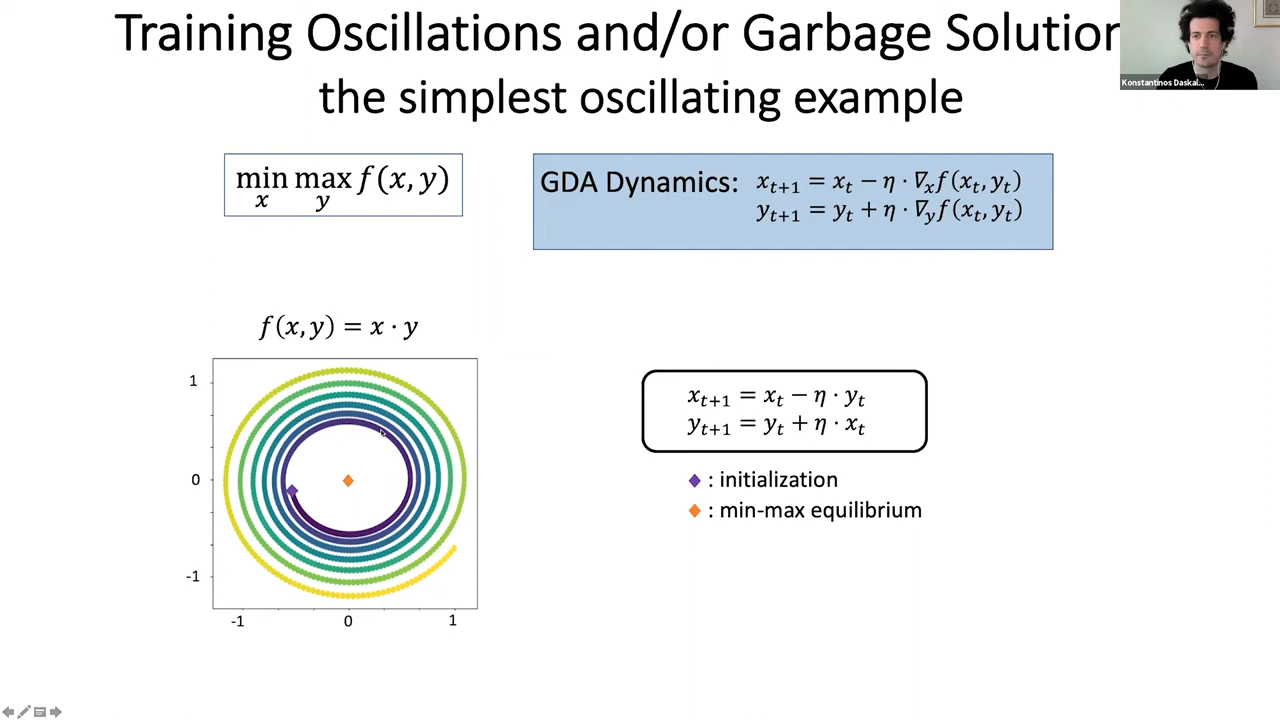 Training Oscillations and/or Garbage Solution
the simplest oscillating example
Konstantinos Daskal...
min max f(x, y)
x y
GDA Dynamics: x_{t+1} = x_t − η · ∇_x f(x_t, y_t)
y_{t+1} = y_t + η · ∇_y f(x_t, y_t)
f(x, y) = x · y
1
0
-1
-1 0 1
x_{t+1} = x_t − η · y_t
y_{t+1} = y_t + η · x_t
: initialization
: min-max equilibrium